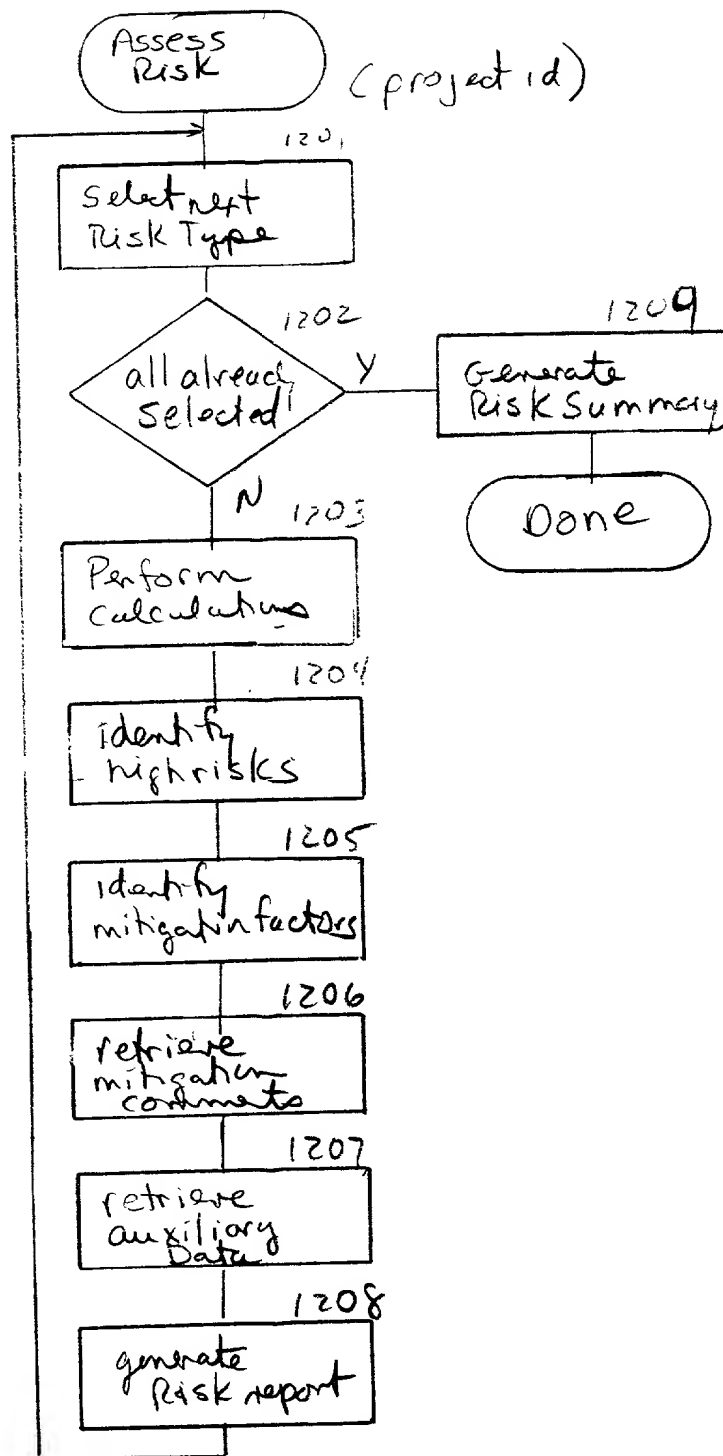 Assess
Risk
(project id)
1201
Select next
Risk Type
1202
all already
selected
Y
N
1209
Generate
Risk Summary
Done
1203
Perform
calculations
1204
identify
high risks
1205
identify
mitigatin factors
1206
retrieve
mitigation
comments
1207
retrieve
auxiliary
Data
1208
generate
Risk report